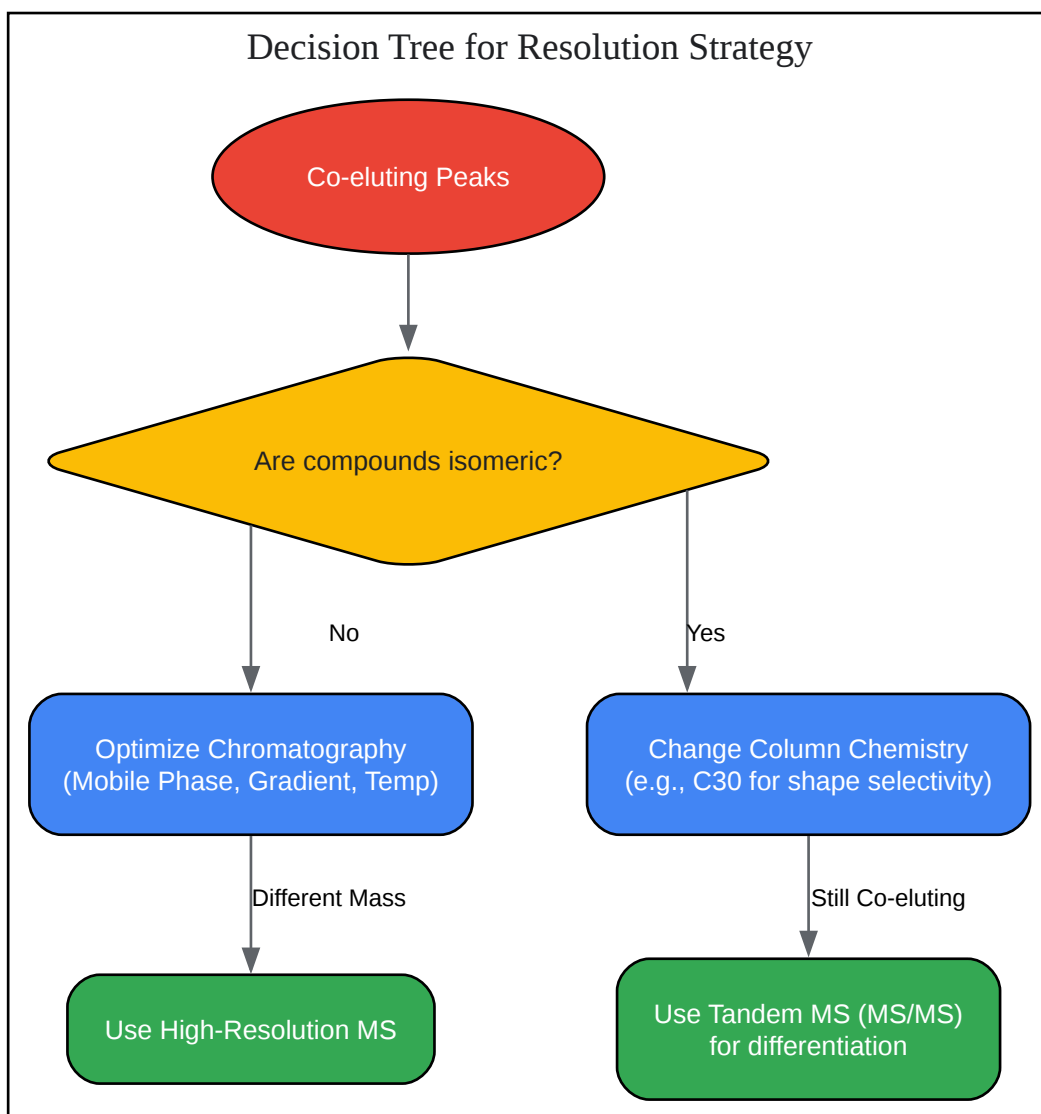 Decision Tree for Resolution Strategy
Co-eluting Peaks
Are compounds isomeric?
No
Yes
Optimize Chromatography
(Mobile Phase, Gradient, Temp)
Change Column Chemistry
(e.g., C30 for shape selectivity)
Different Mass
Still Co-eluting
Use High-Resolution MS
Use Tandem MS (MS/MS)
for differentiation